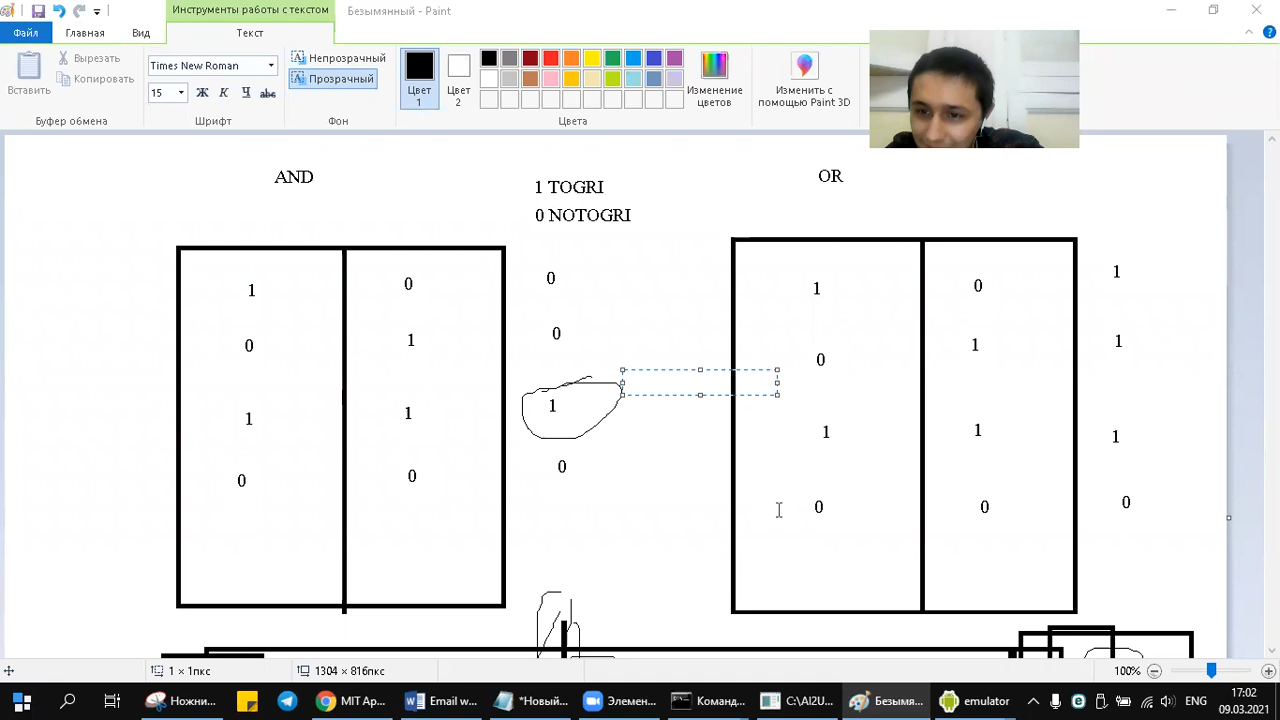 Инструменты работы с текстом
Безымянный - Paint
Файл
Главная
Вид
Текст
Вставить
Вырезать
Копировать
Буфер обмена
Times New Roman
15
Ж К Ч abc
Шрифт
Непрозрачный
Прозрачный
Фон
Цвет 1
Цвет 2
Изменение цветов
Цвета
Изменить с помощью Paint 3D
AND
1 TOGRI
0 NOTOGRI
OR
1 0 0
0 1 0
1 1 1
0 0 0
1 0 1
0 1 1
1 1 1
0 0 0
1 × 1пкс
1304 × 816пкс
100%
Ножни...
MIT Ap...
Email w...
*Новый...
Элемен...
Коман­д...
C:\AI2U...
Безымя...
emulator
ENG
17:02
09.03.2021